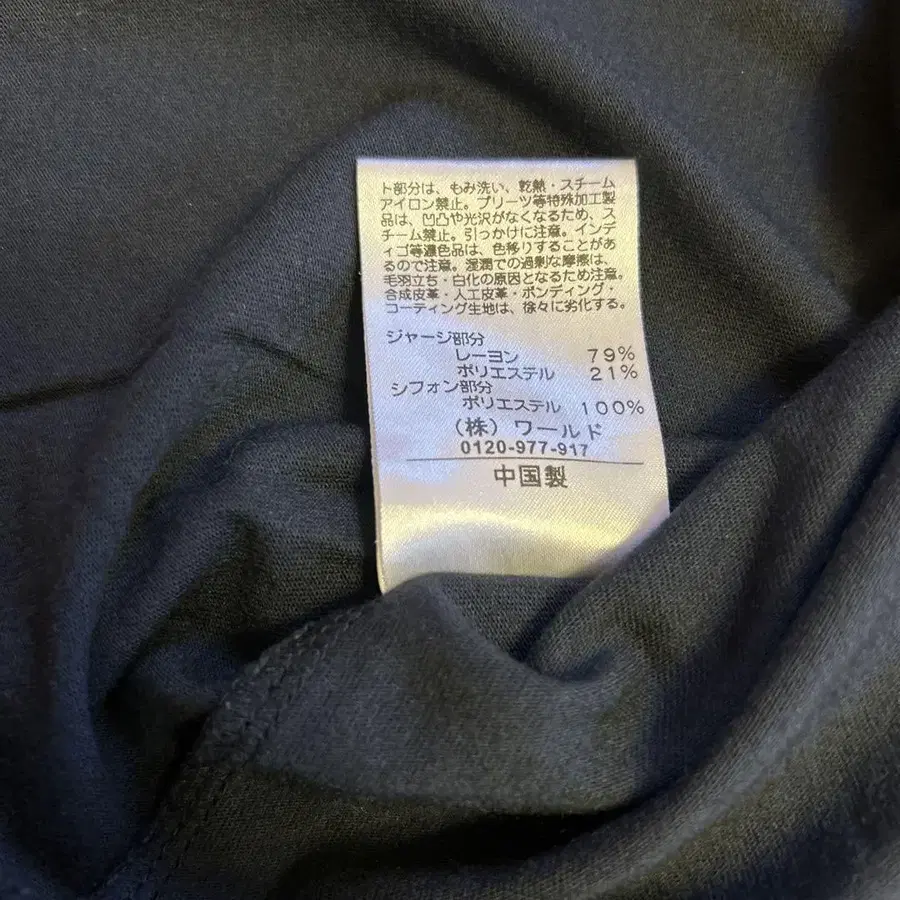 ト部分は、もみ洗い、乾熱・スチーム
アイロン禁止。プリーツ等特殊加工製
品は、凹凸や光沢がなくなるため、ス
チーム禁止。引っかけに注意。インデ
ィゴ等濃色品は、色移りすることがあ
るので注意。湿潤での過剰な摩擦は、
毛羽立ち・白化の原因となるため注意。
合成皮革・人工皮革・ボンディング・
コーティング生地は、徐々に劣化する。
ジャージ部分
レーヨン 79%
ポリエステル 21%
シフォン部分
ポリエステル 100%
(株)ワールド
0120-977-917
中国製